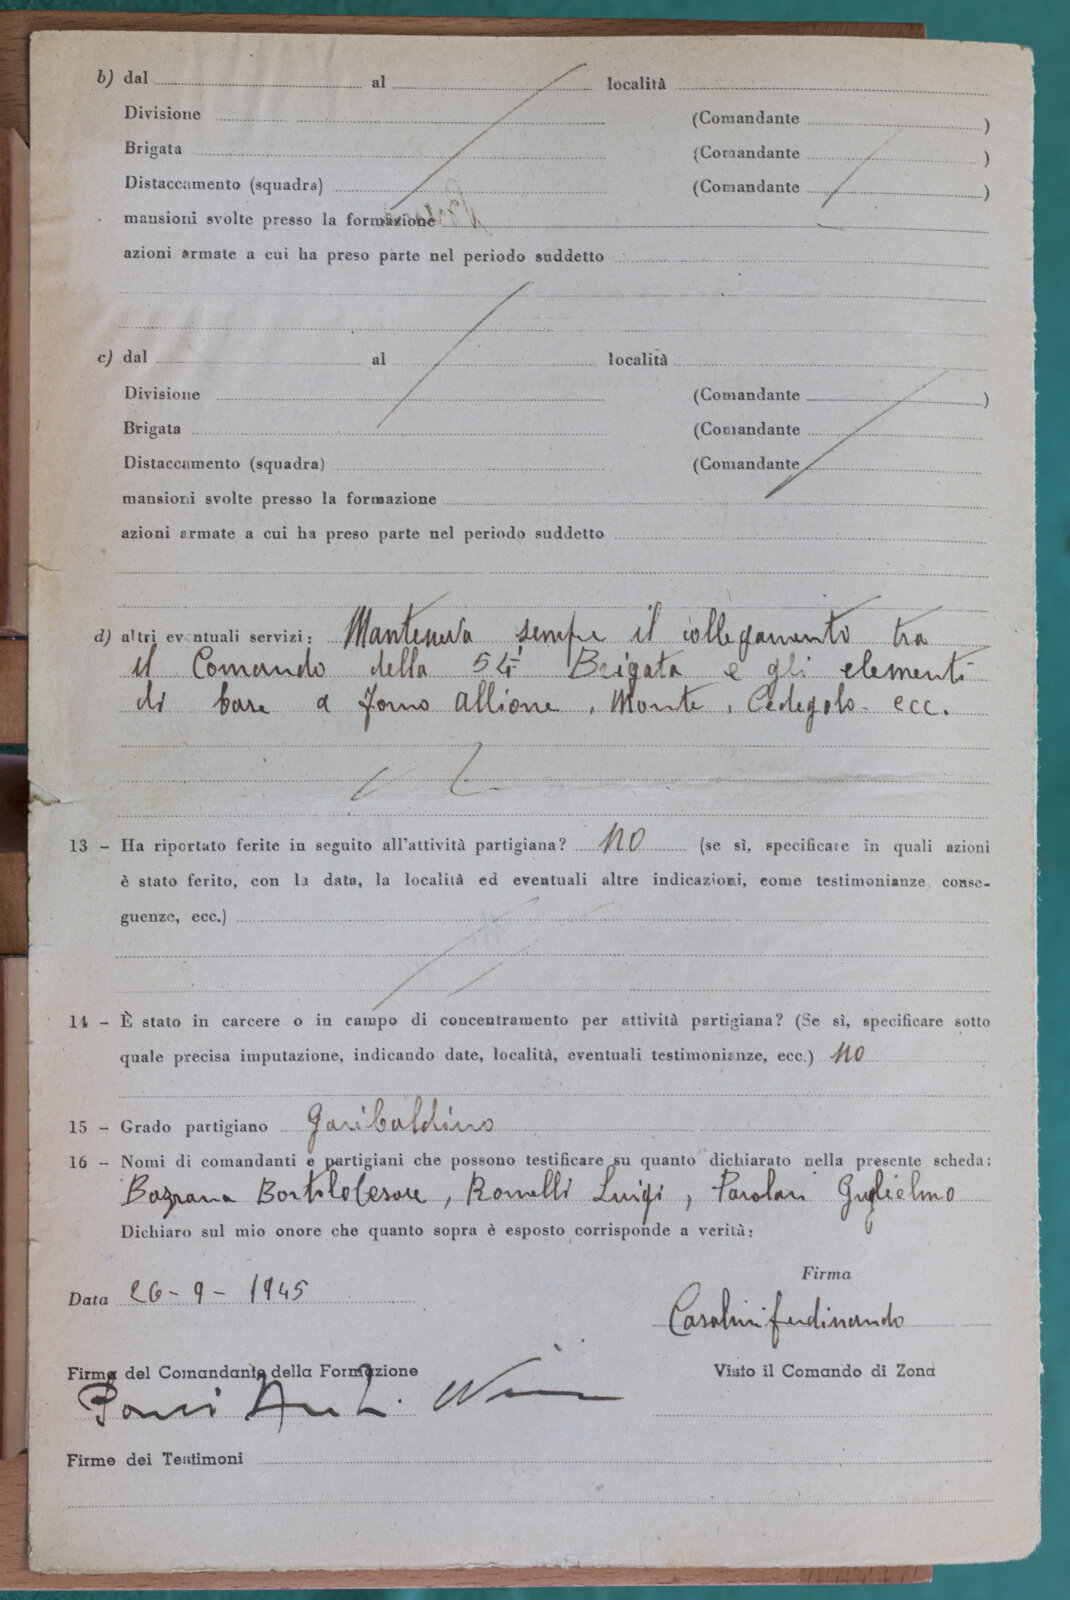 b) dal al località
Divisione (Comandante )
Brigata (Comandante )
Distaccamento (squadra) (Comandante )
mansioni svolte presso la formazione
azioni armate a cui ha preso parte nel periodo suddetto
c) dal al località
Divisione (Comandante )
Brigata (Comandante
Distaccamento (squadra) (Comandante
mansioni svolte presso la formazione
azioni armate a cui ha preso parte nel periodo suddetto
d) altri eventuali servizi: Manteneva sempre il collegamento tra
il Comando della 54ª Brigata e gli elementi
di base a Forno Allione, Monte, Cedegolo - ecc.
13 - Ha riportato ferite in seguito all'attività partigiana? NO (se sì, specificare in quali azioni
è stato ferito, con la data, la località ed eventuali altre indicazioni, come testimonianze, conse-
guenze, ecc.)
14 - È stato in carcere o in campo di concentramento per attività partigiana? (Se sì, specificare sotto
quale precisa imputazione, indicando date, località, eventuali testimonianze, ecc.) NO
15 - Grado partigiano Garibaldino
16 - Nomi di comandanti e partigiani che possono testificare su quanto dichiarato nella presente scheda:
Bazzana Bortolo Cesare, Romelli Luigi, Parolari Guglielmo
Dichiaro sul mio onore che quanto sopra è esposto corrisponde a verità:
Firma
Data 26-9-1945
Casalini Ferdinando
Firma del Comandante della Formazione Visto il Comando di Zona
Firme dei Testimoni